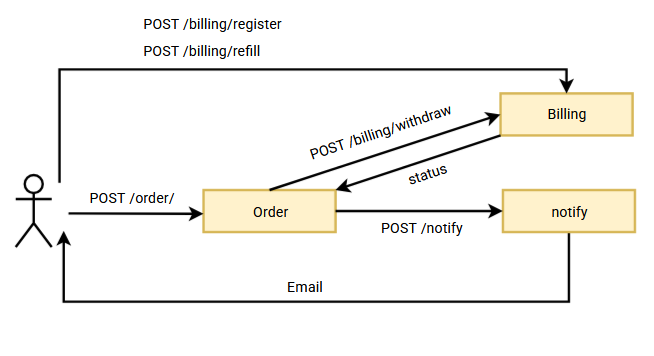 POST /billing/register
POST /billing/refill
Billing
POST /billing/withdraw
status
POST /order/
Order
notify
POST /notify
Email